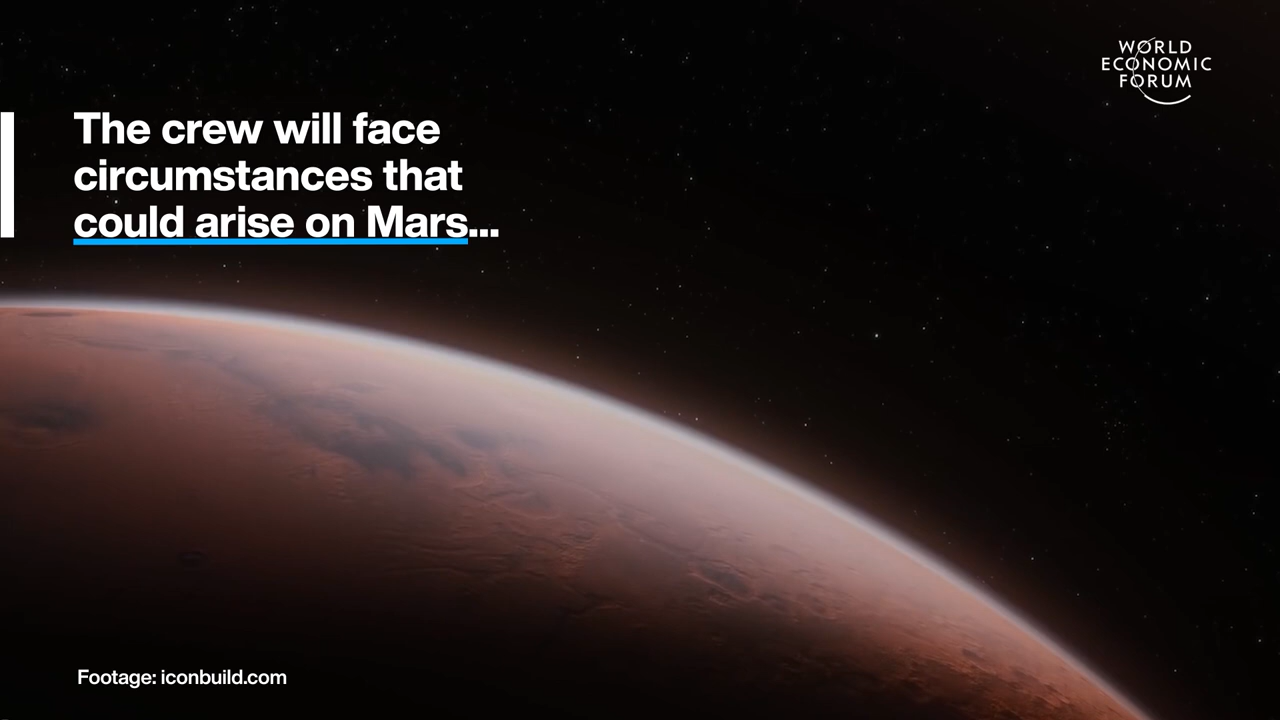 WORLD
ECONOMIC
FORUM
The crew will face
circumstances that
could arise on Mars...
Footage: iconbuild.com